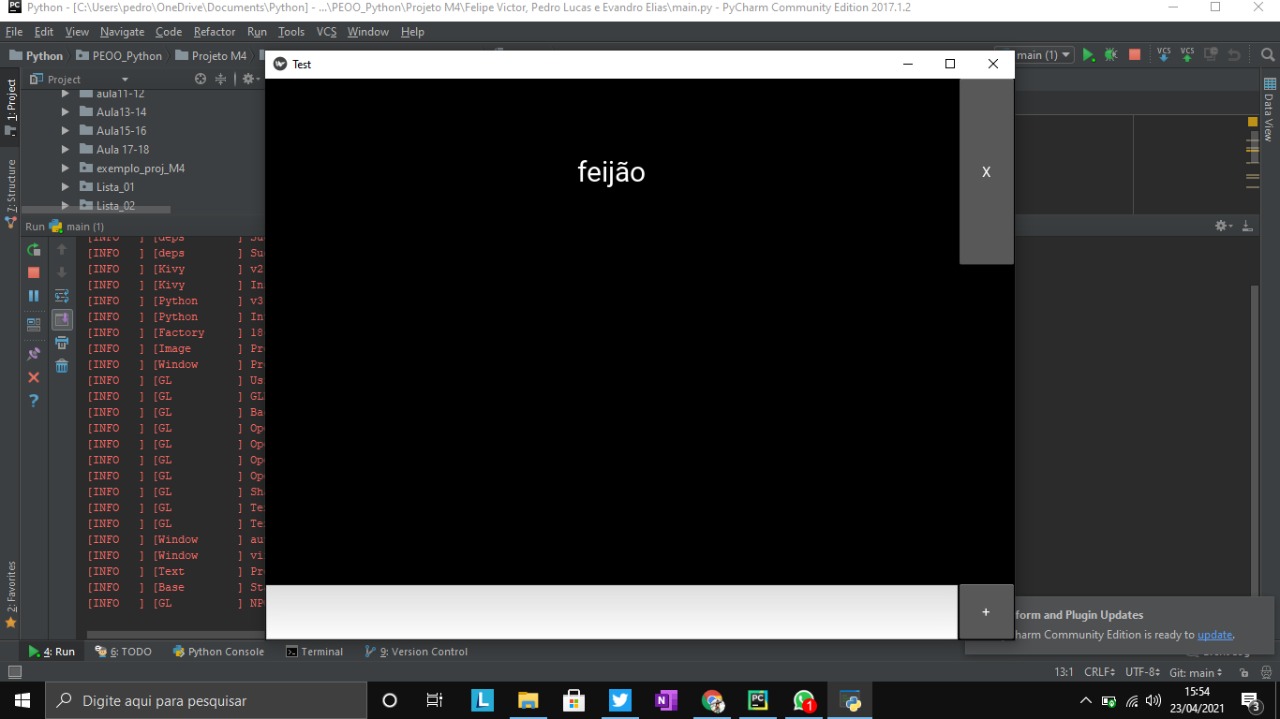 Python - [C:\Users\pedro\OneDrive\Documents\Python] - ...\PEOO_Python\Projeto M4\Felipe Victor, Pedro Lucas e Evandro Elias\main.py - PyCharm Community Edition 2017.1.2
File Edit View Navigate Code Refactor Run Tools VCS Window Help
Python PEOO_Python Projeto M4 main (1) VCS VCS
Test
Project
1: Project
aula11-12
Aula13-14
Aula15-16
Aula 17-18
exemplo_proj_M4
Lista_01
Lista_02
Data View
feijão
X
Z: Structure
Run main (1)
[INFO ] [deps ] Su
[INFO ] [deps ] Su
[INFO ] [Kivy ] v2
[INFO ] [Kivy ] In
[INFO ] [Python ] v3
[INFO ] [Python ] In
[INFO ] [Factory ] 18
[INFO ] [Image ] Pr
[INFO ] [Window ] Pr
[INFO ] [GL ] Us
[INFO ] [GL ] GL
[INFO ] [GL ] Ba
[INFO ] [GL ] Op
[INFO ] [GL ] Op
[INFO ] [GL ] Op
[INFO ] [GL ] Op
[INFO ] [GL ] Sh
[INFO ] [GL ] Te
[INFO ] [GL ] Te
[INFO ] [Window ] au
[INFO ] [Window ] vi
[INFO ] [Text ] Pr
[INFO ] [Base ] St
[INFO ] [GL ] NP
2: Favorites
+
form and Plugin Updates
harm Community Edition is ready to update.
4: Run 6: TODO Python Console Terminal 9: Version Control
13:1 CRLF UTF-8 Git: main
Digite aqui para pesquisar
L
N
PC
1
15:54
23/04/2021
3